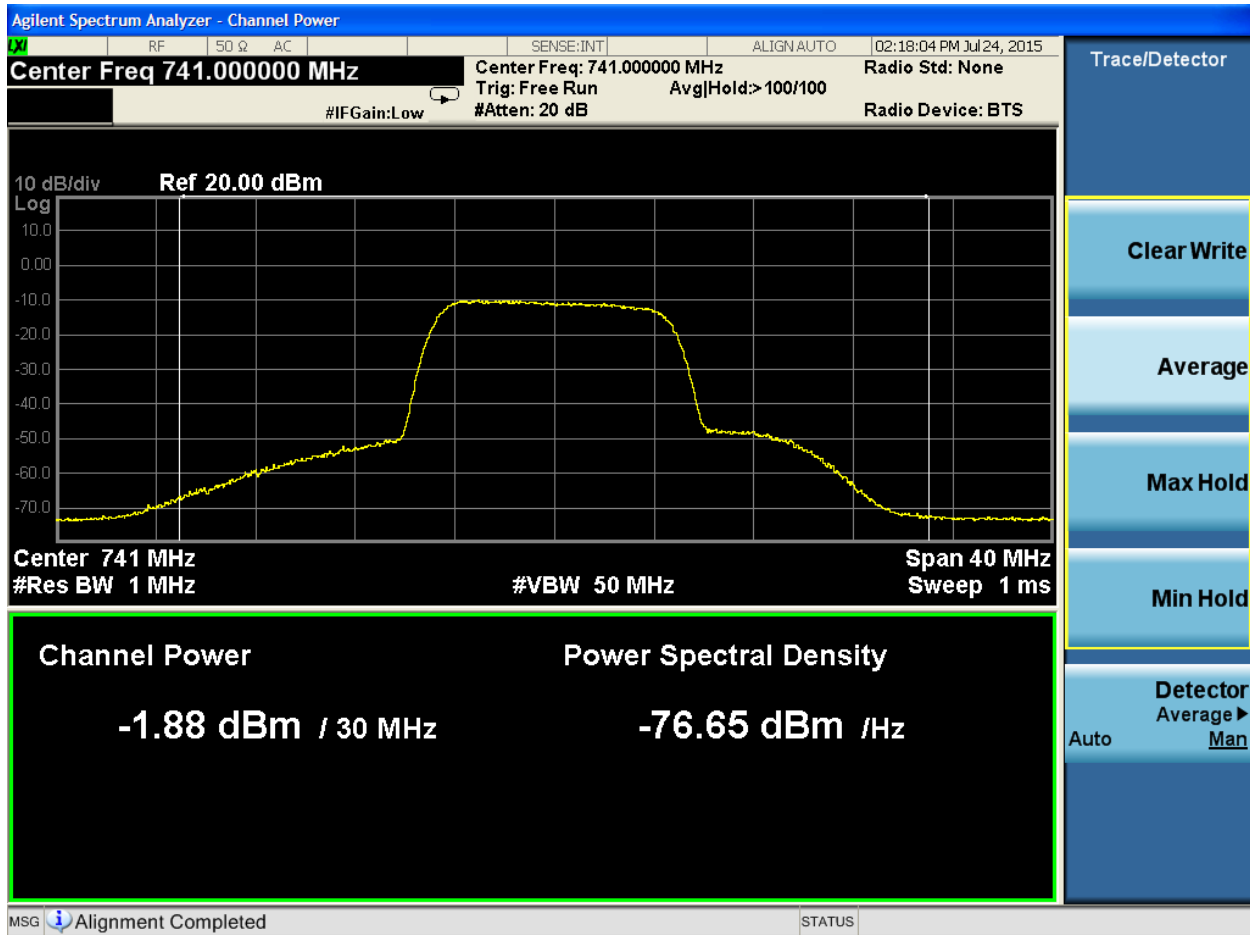 Agilent Spectrum Analyzer - Channel Power
LXI RF 50 Ω AC SENSE:INT ALIGN AUTO 02:18:04 PM Jul 24, 2015
Center Freq 741.000000 MHz
#IFGain:Low
Center Freq: 741.000000 MHz
Trig: Free Run Avg|Hold:> 100/100
#Atten: 20 dB
Radio Std: None
Radio Device: BTS
10 dB/div Ref 20.00 dBm
Log
10.0
0.00
-10.0
-20.0
-30.0
-40.0
-50.0
-60.0
-70.0
Center 741 MHz Span 40 MHz
#Res BW 1 MHz #VBW 50 MHz Sweep 1 ms
Channel Power
-1.88 dBm / 30 MHz
Power Spectral Density
-76.65 dBm /Hz
Trace/Detector
Clear Write
Average
Max Hold
Min Hold
Detector
Average
Auto Man
MSG Alignment Completed STATUS